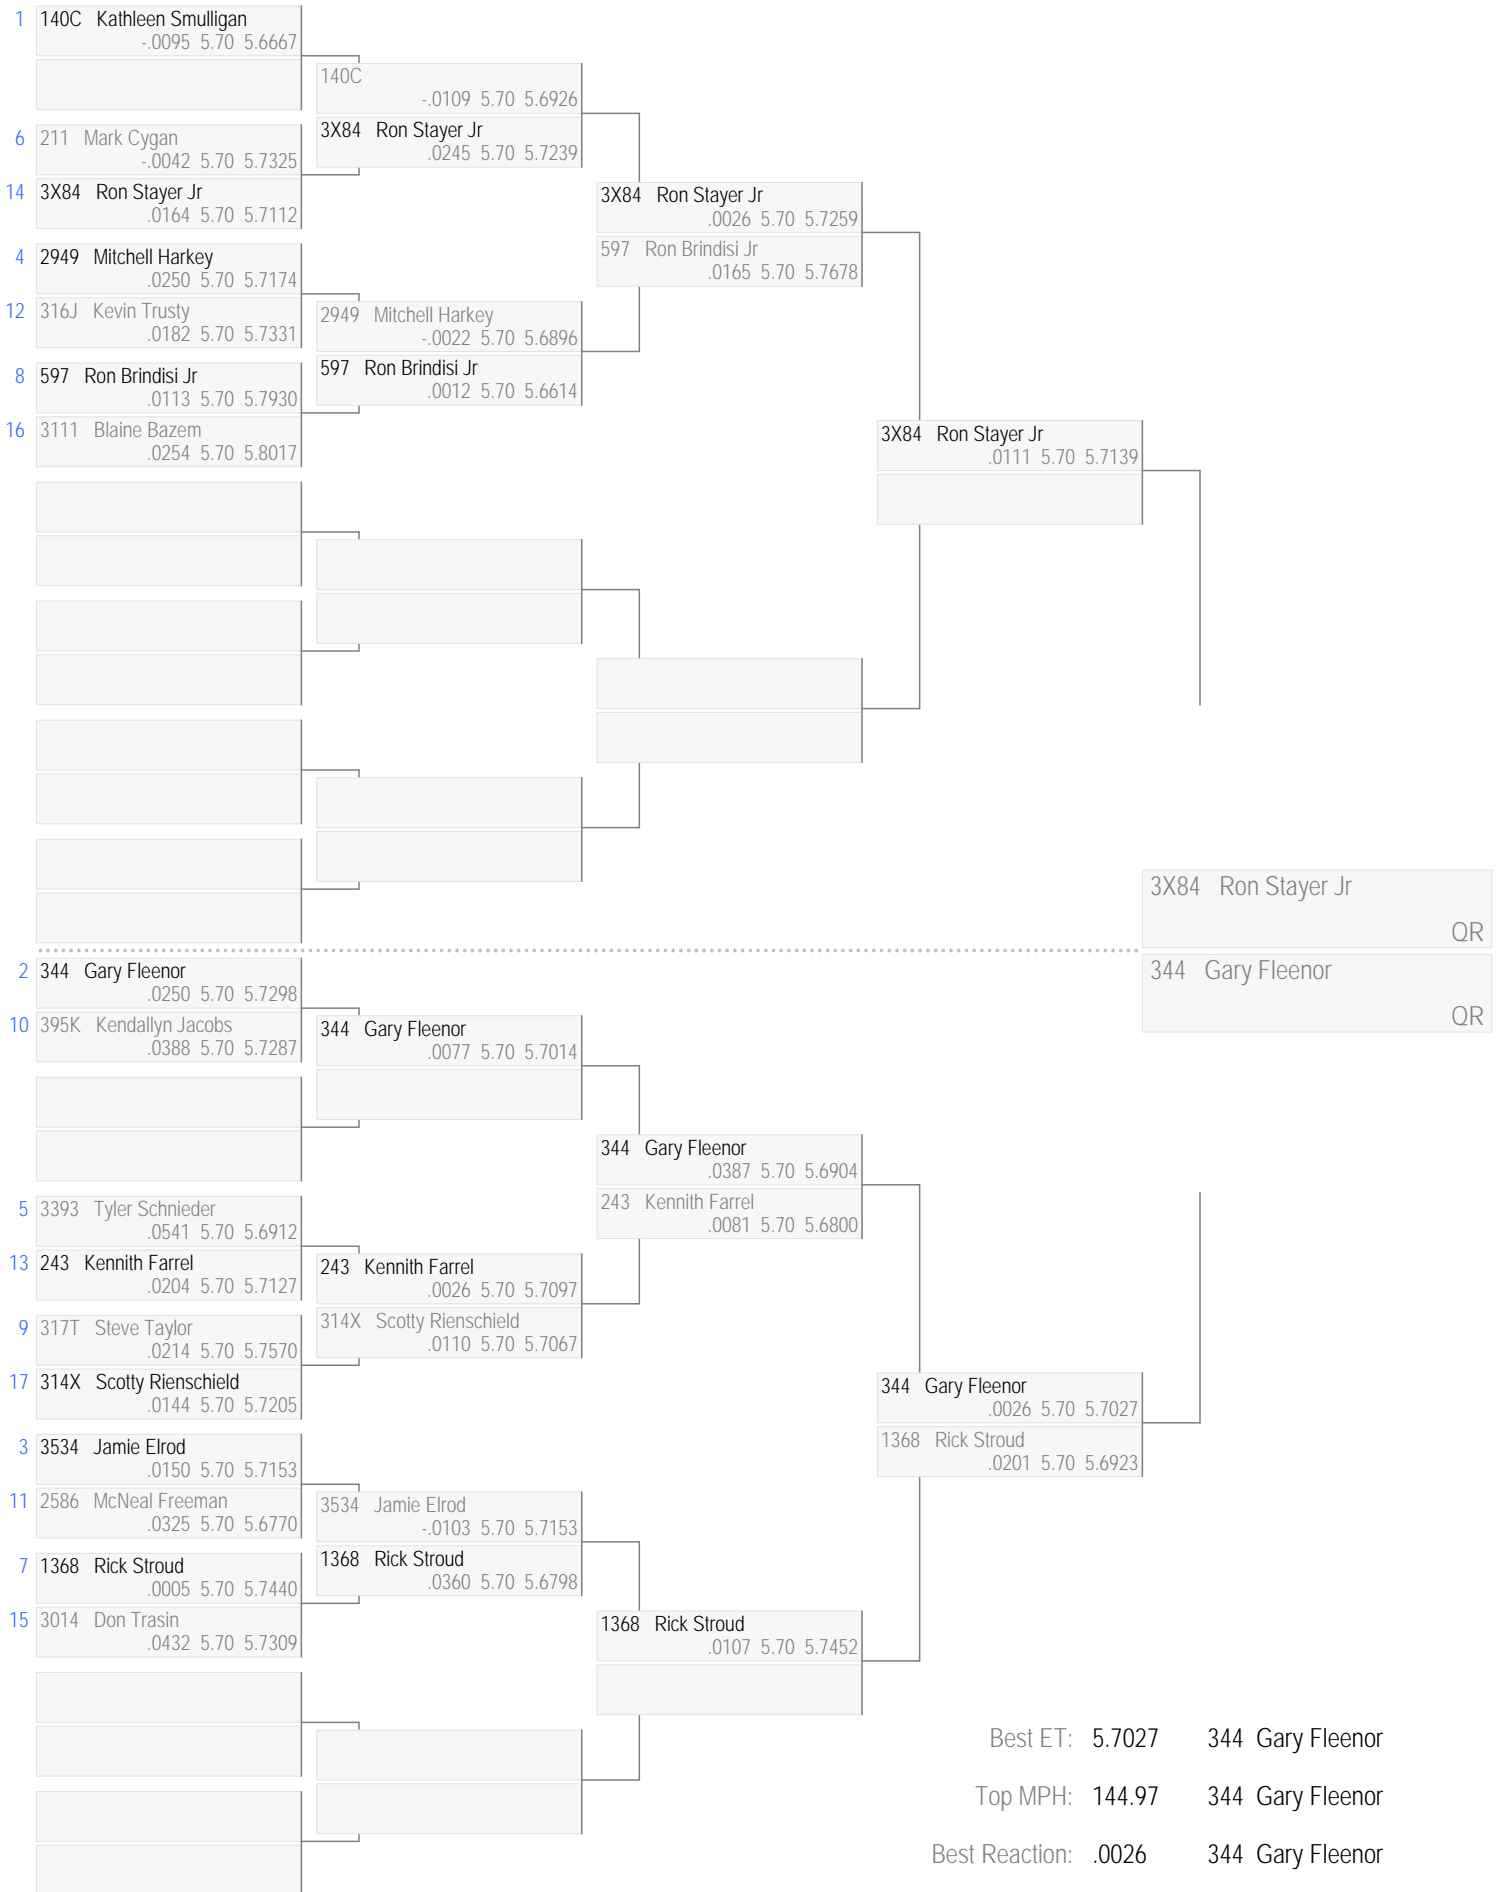 1 140C Kathleen Smulligan
-.0095 5.70 5.6667
6 211 Mark Cygan
-.0042 5.70 5.7325
14 3X84 Ron Stayer Jr
.0164 5.70 5.7112
4 2949 Mitchell Harkey
.0250 5.70 5.7174
12 316J Kevin Trusty
.0182 5.70 5.7331
8 597 Ron Brindisi Jr
.0113 5.70 5.7930
16 3111 Blaine Bazem
.0254 5.70 5.8017
140C
-.0109 5.70 5.6926
3X84 Ron Stayer Jr
.0245 5.70 5.7239
2949 Mitchell Harkey
-.0022 5.70 5.6896
597 Ron Brindisi Jr
.0012 5.70 5.6614
3X84 Ron Stayer Jr
.0026 5.70 5.7259
597 Ron Brindisi Jr
.0165 5.70 5.7678
3X84 Ron Stayer Jr
.0111 5.70 5.7139
3X84 Ron Stayer Jr
QR
344 Gary Fleenor
QR
2 344 Gary Fleenor
.0250 5.70 5.7298
10 395K Kendallyn Jacobs
.0388 5.70 5.7287
5 3393 Tyler Schnieder
.0541 5.70 5.6912
13 243 Kennith Farrel
.0204 5.70 5.7127
9 317T Steve Taylor
.0214 5.70 5.7570
17 314X Scotty Rienschield
.0144 5.70 5.7205
3 3534 Jamie Elrod
.0150 5.70 5.7153
11 2586 McNeal Freeman
.0325 5.70 5.6770
7 1368 Rick Stroud
.0005 5.70 5.7440
15 3014 Don Trasin
.0432 5.70 5.7309
344 Gary Fleenor
.0077 5.70 5.7014
243 Kennith Farrel
.0026 5.70 5.7097
314X Scotty Rienschield
.0110 5.70 5.7067
3534 Jamie Elrod
-.0103 5.70 5.7153
1368 Rick Stroud
.0360 5.70 5.6798
344 Gary Fleenor
.0387 5.70 5.6904
243 Kennith Farrel
.0081 5.70 5.6800
1368 Rick Stroud
.0107 5.70 5.7452
344 Gary Fleenor
.0026 5.70 5.7027
1368 Rick Stroud
.0201 5.70 5.6923
Best ET: 5.7027 344 Gary Fleenor
Top MPH: 144.97 344 Gary Fleenor
Best Reaction: .0026 344 Gary Fleenor